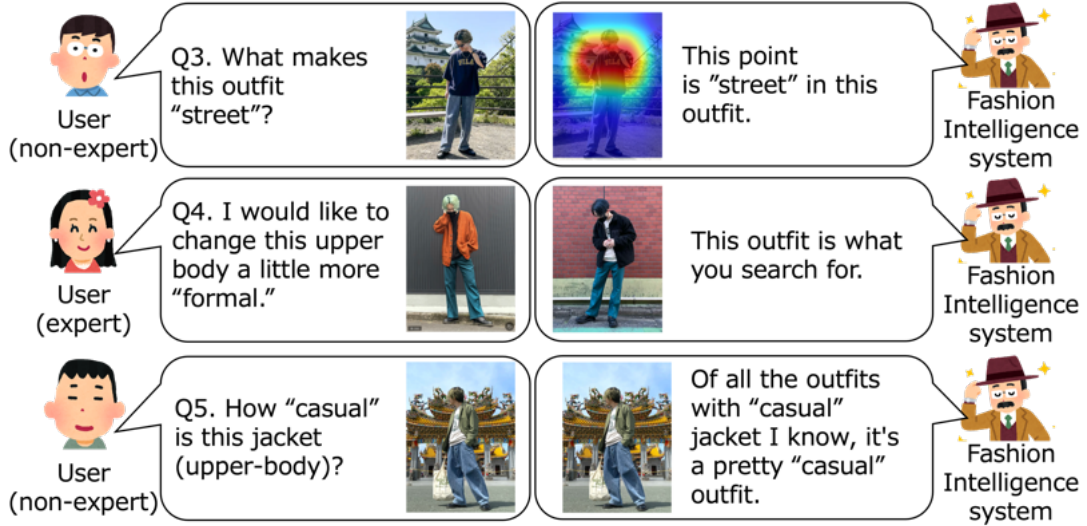 Q3. What makes
this outfit
“street”?
This point
is ”street” in this
outfit.
User
(non-expert)
Fashion
Intelligence
system
Q4. I would like to
change this upper
body a little more
“formal.”
This outfit is what
you search for.
User
(expert)
Fashion
Intelligence
system
Q5. How “casual”
is this jacket
(upper-body)?
Of all the outfits
with “casual”
jacket I know, it's
a pretty “casual”
outfit.
User
(non-expert)
Fashion
Intelligence
system